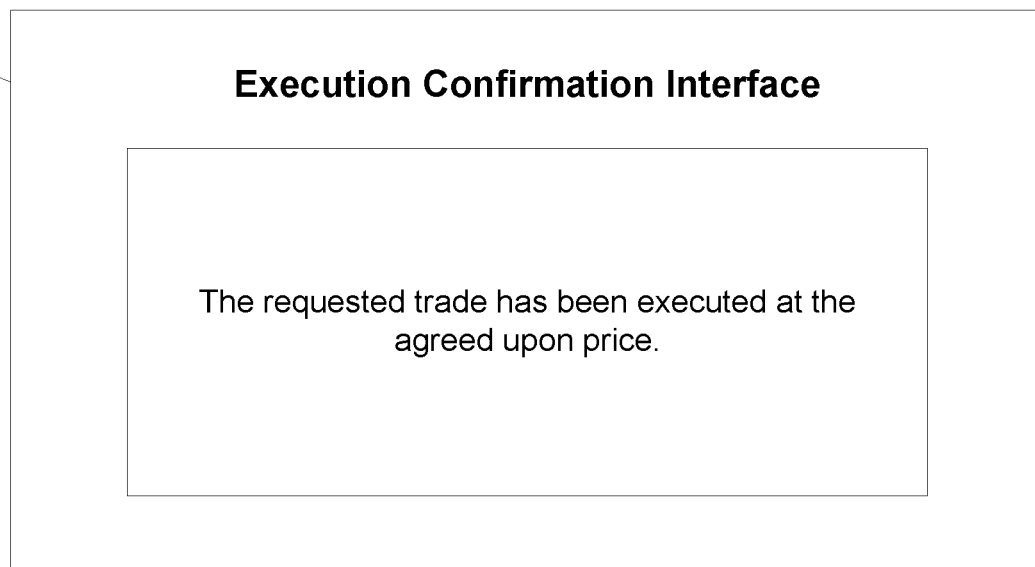 Execution Confirmation Interface
The requested trade has been executed at the
agreed upon price.